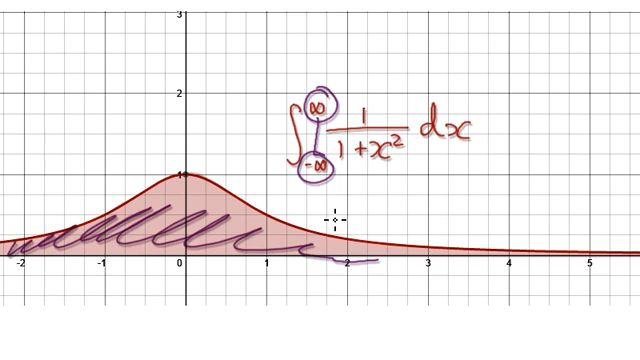 3
2
∫_{-∞}^{∞} 1/(1+x²) dx
1
-2 -1 0 1 2 3 4 5